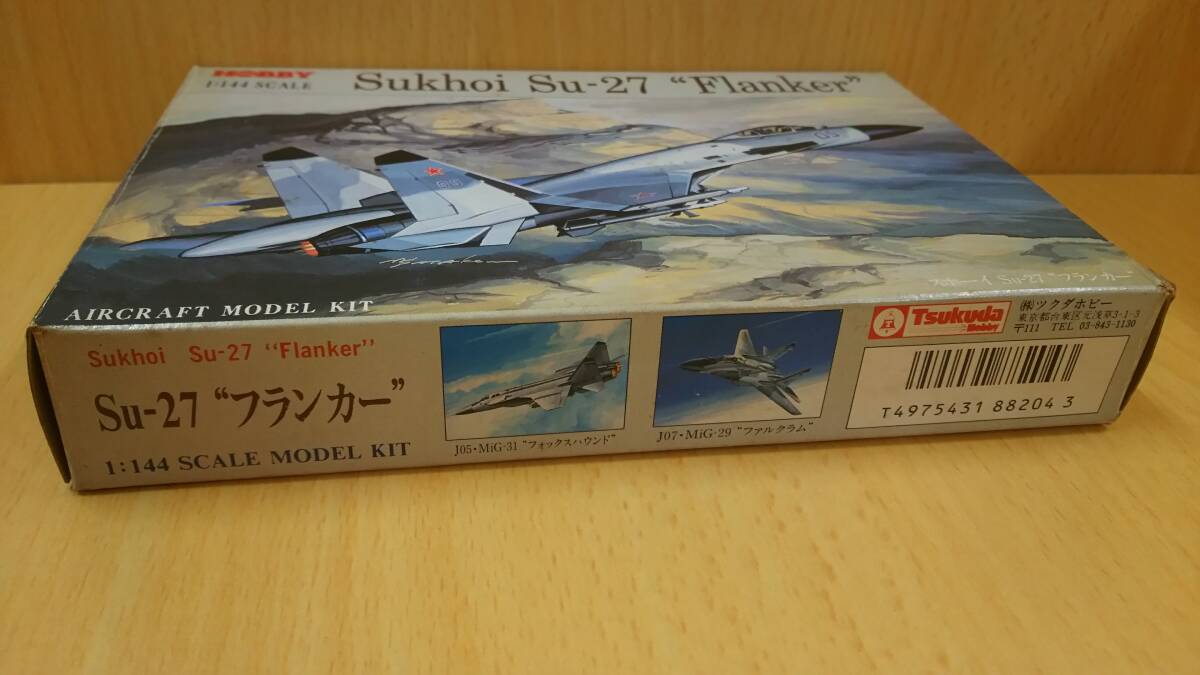 HOBBY
1:144 SCALE
Sukhoi Su-27 “Flanker”
03
AIRCRAFT MODEL KIT
スホーイ Su-27 “フランカー”
Sukhoi Su-27 “Flanker”
Su-27 “フランカー”
1:144 SCALE MODEL KIT
J05・MiG-31 “フォックスハウンド”
J07・MiG-29 “ファルクラム”
Tsukuda
Hobby
㈱ツクダホビー
東京都台東区元浅草3-1-3
〒111 TEL 03-843-1130
T4975431 88204 3